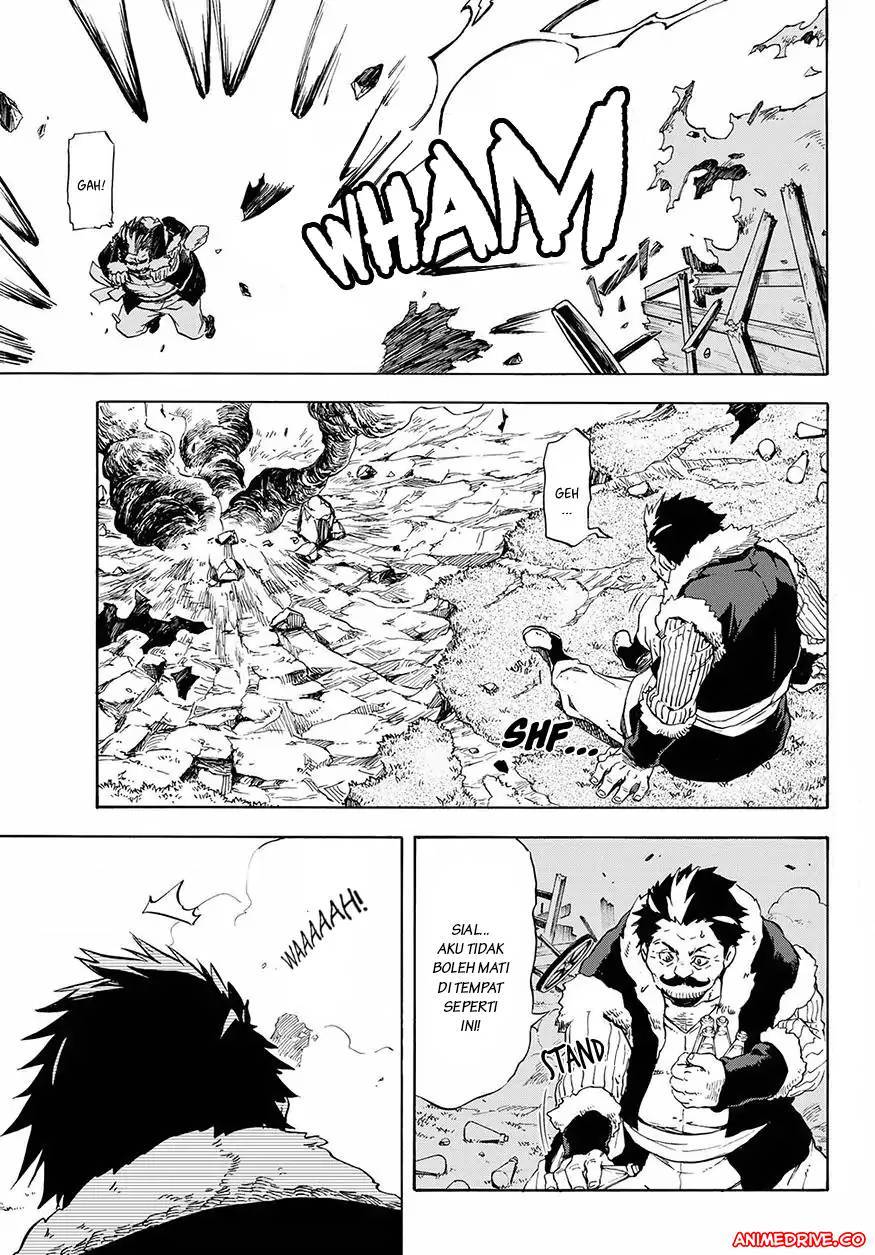 WHAM
GAH!
GEH
...
SHF...
SIAL..
AKU TIDAK
BOLEH MATI
DI TEMPAT
SEPERTI
INI!
STAND
WAAAAAH!
ANIMEDRIVE.CO